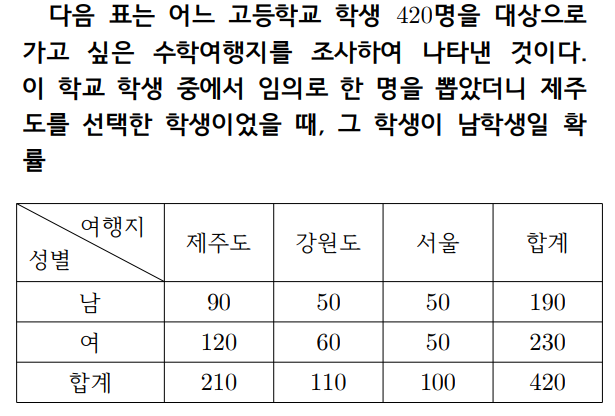 다음 표는 어느 고등학교 학생 420명을 대상으로
가고 싶은 수학여행지를 조사하여 나타낸 것이다.
이 학교 학생 중에서 임의로 한 명을 뽑았더니 제주
도를 선택한 학생이었을 때, 그 학생이 남학생일 확
률
여행지
성별 제주도 강원도 서울 합계
남 90 50 50 190
여 120 60 50 230
합계 210 110 100 420